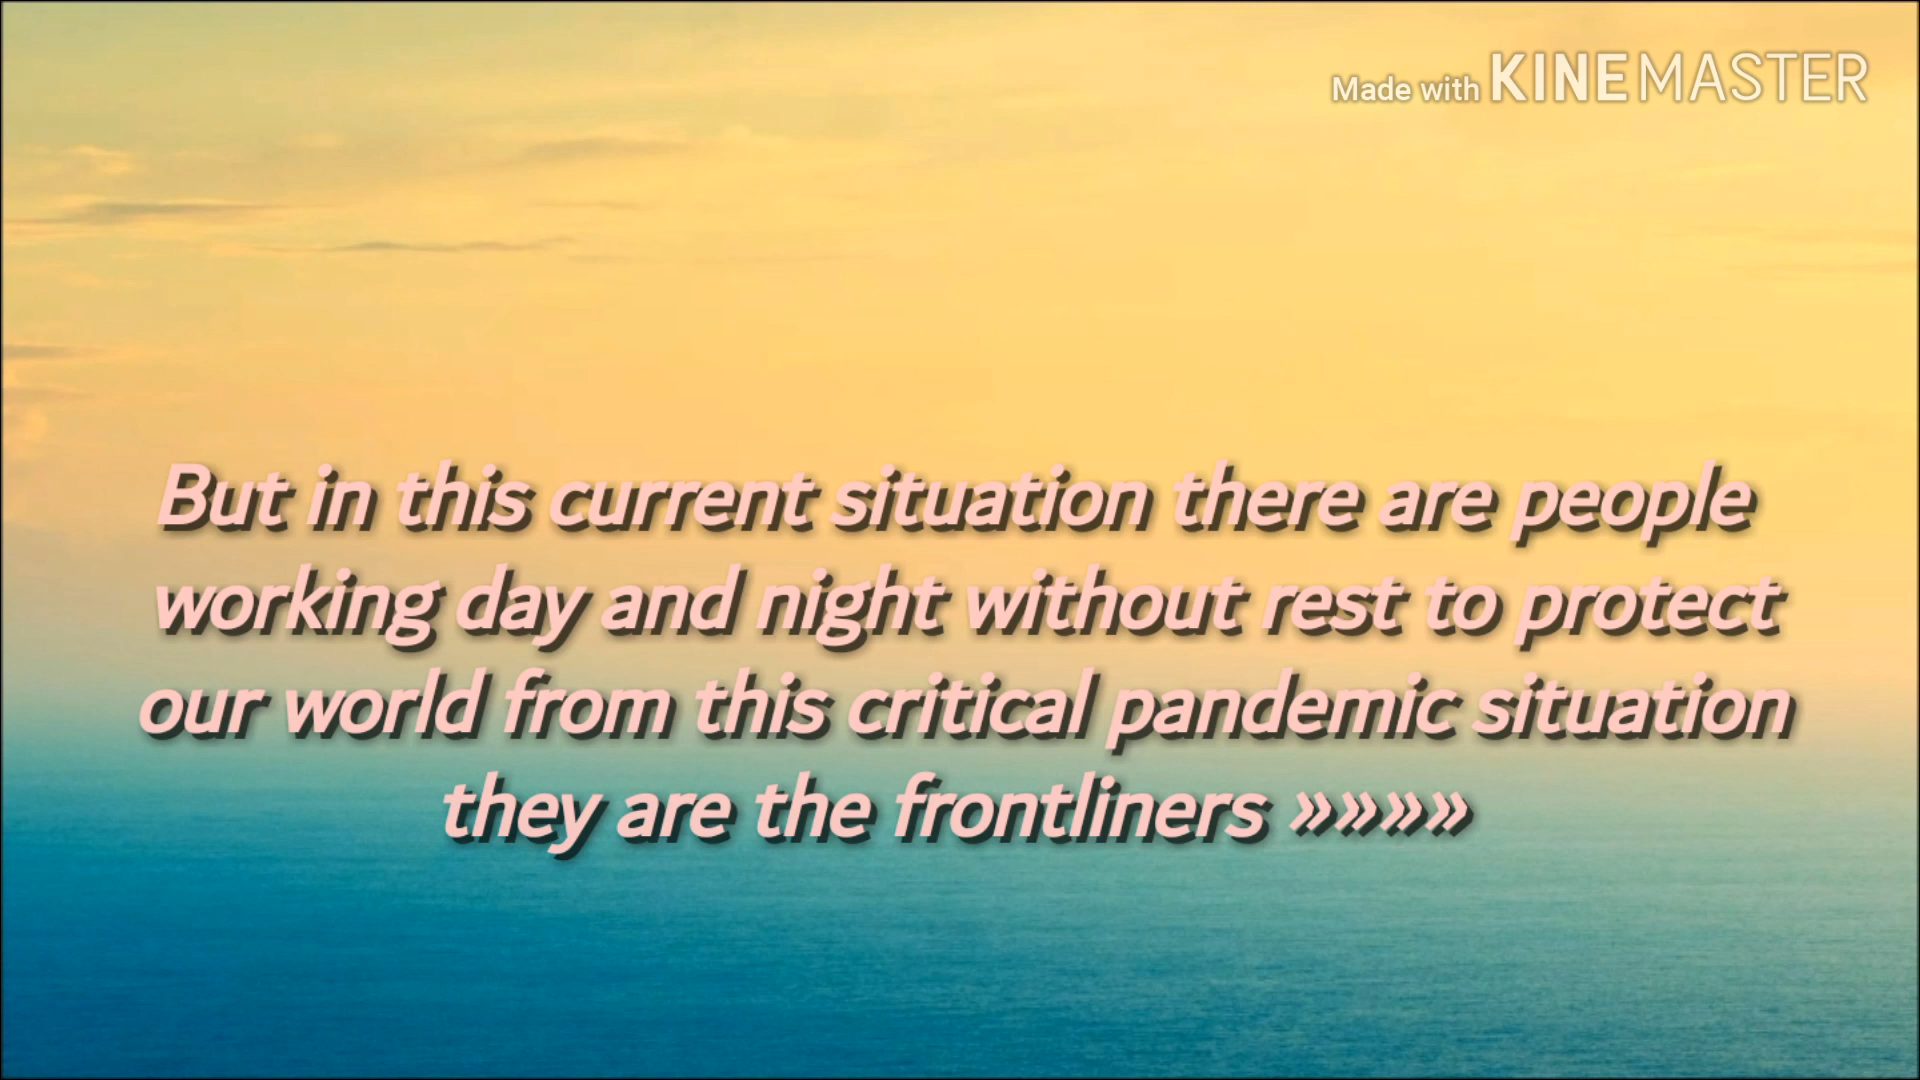 Made with KINEMASTER
But in this current situation there are people
working day and night without rest to protect
our world from this critical pandemic situation
they are the frontliners »»»»